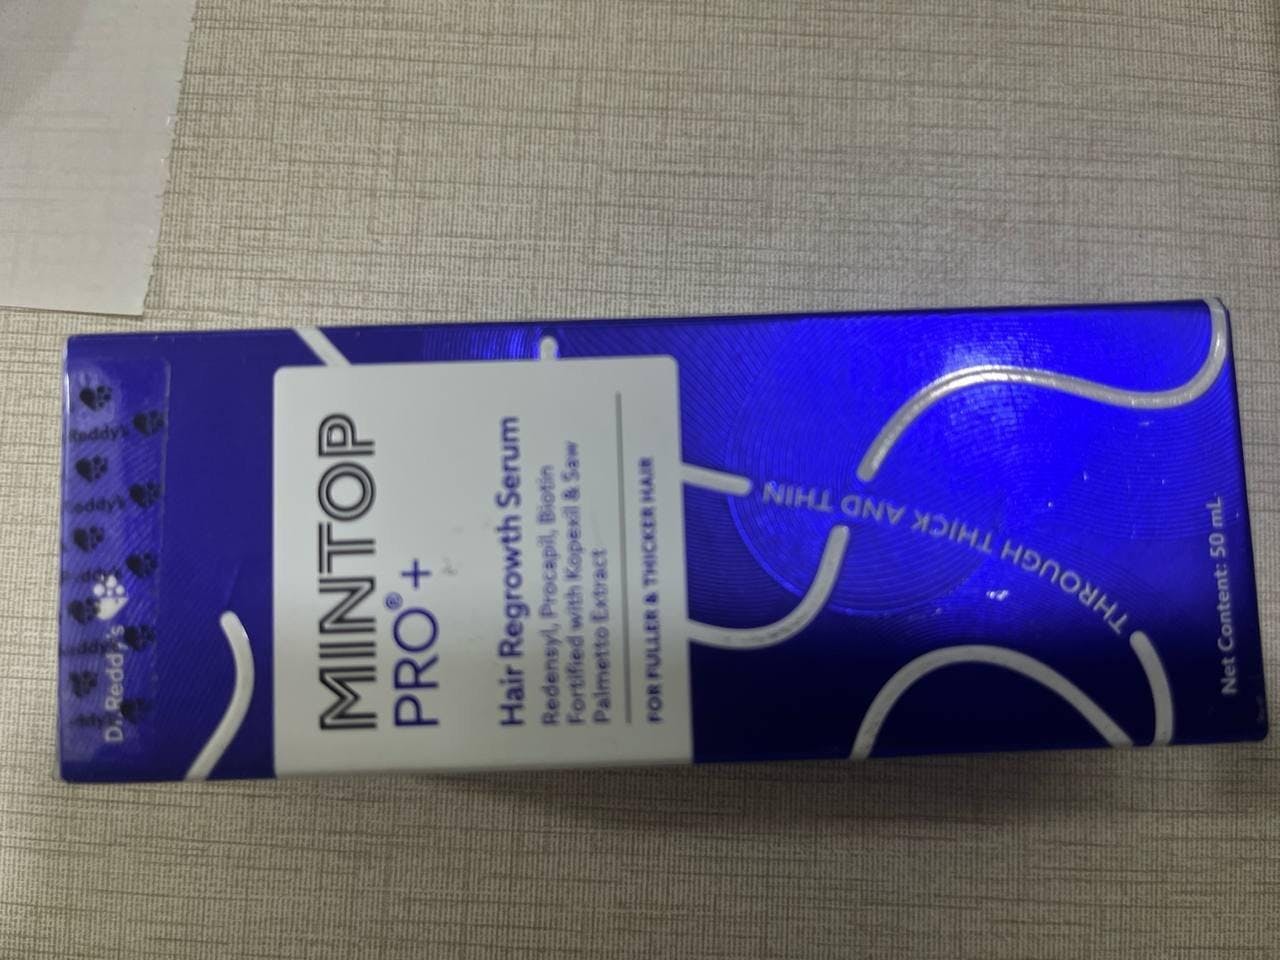 Dr. Reddy's
MINTOP
PRO®+
Hair Regrowth Serum
Redensyl, Procapil, Biotin
Fortified with Kopexil & Saw
Palmetto Extract
FOR FULLER & THICKER HAIR
THROUGH THICK AND THIN
Net Content: 50 mL
Reddy's